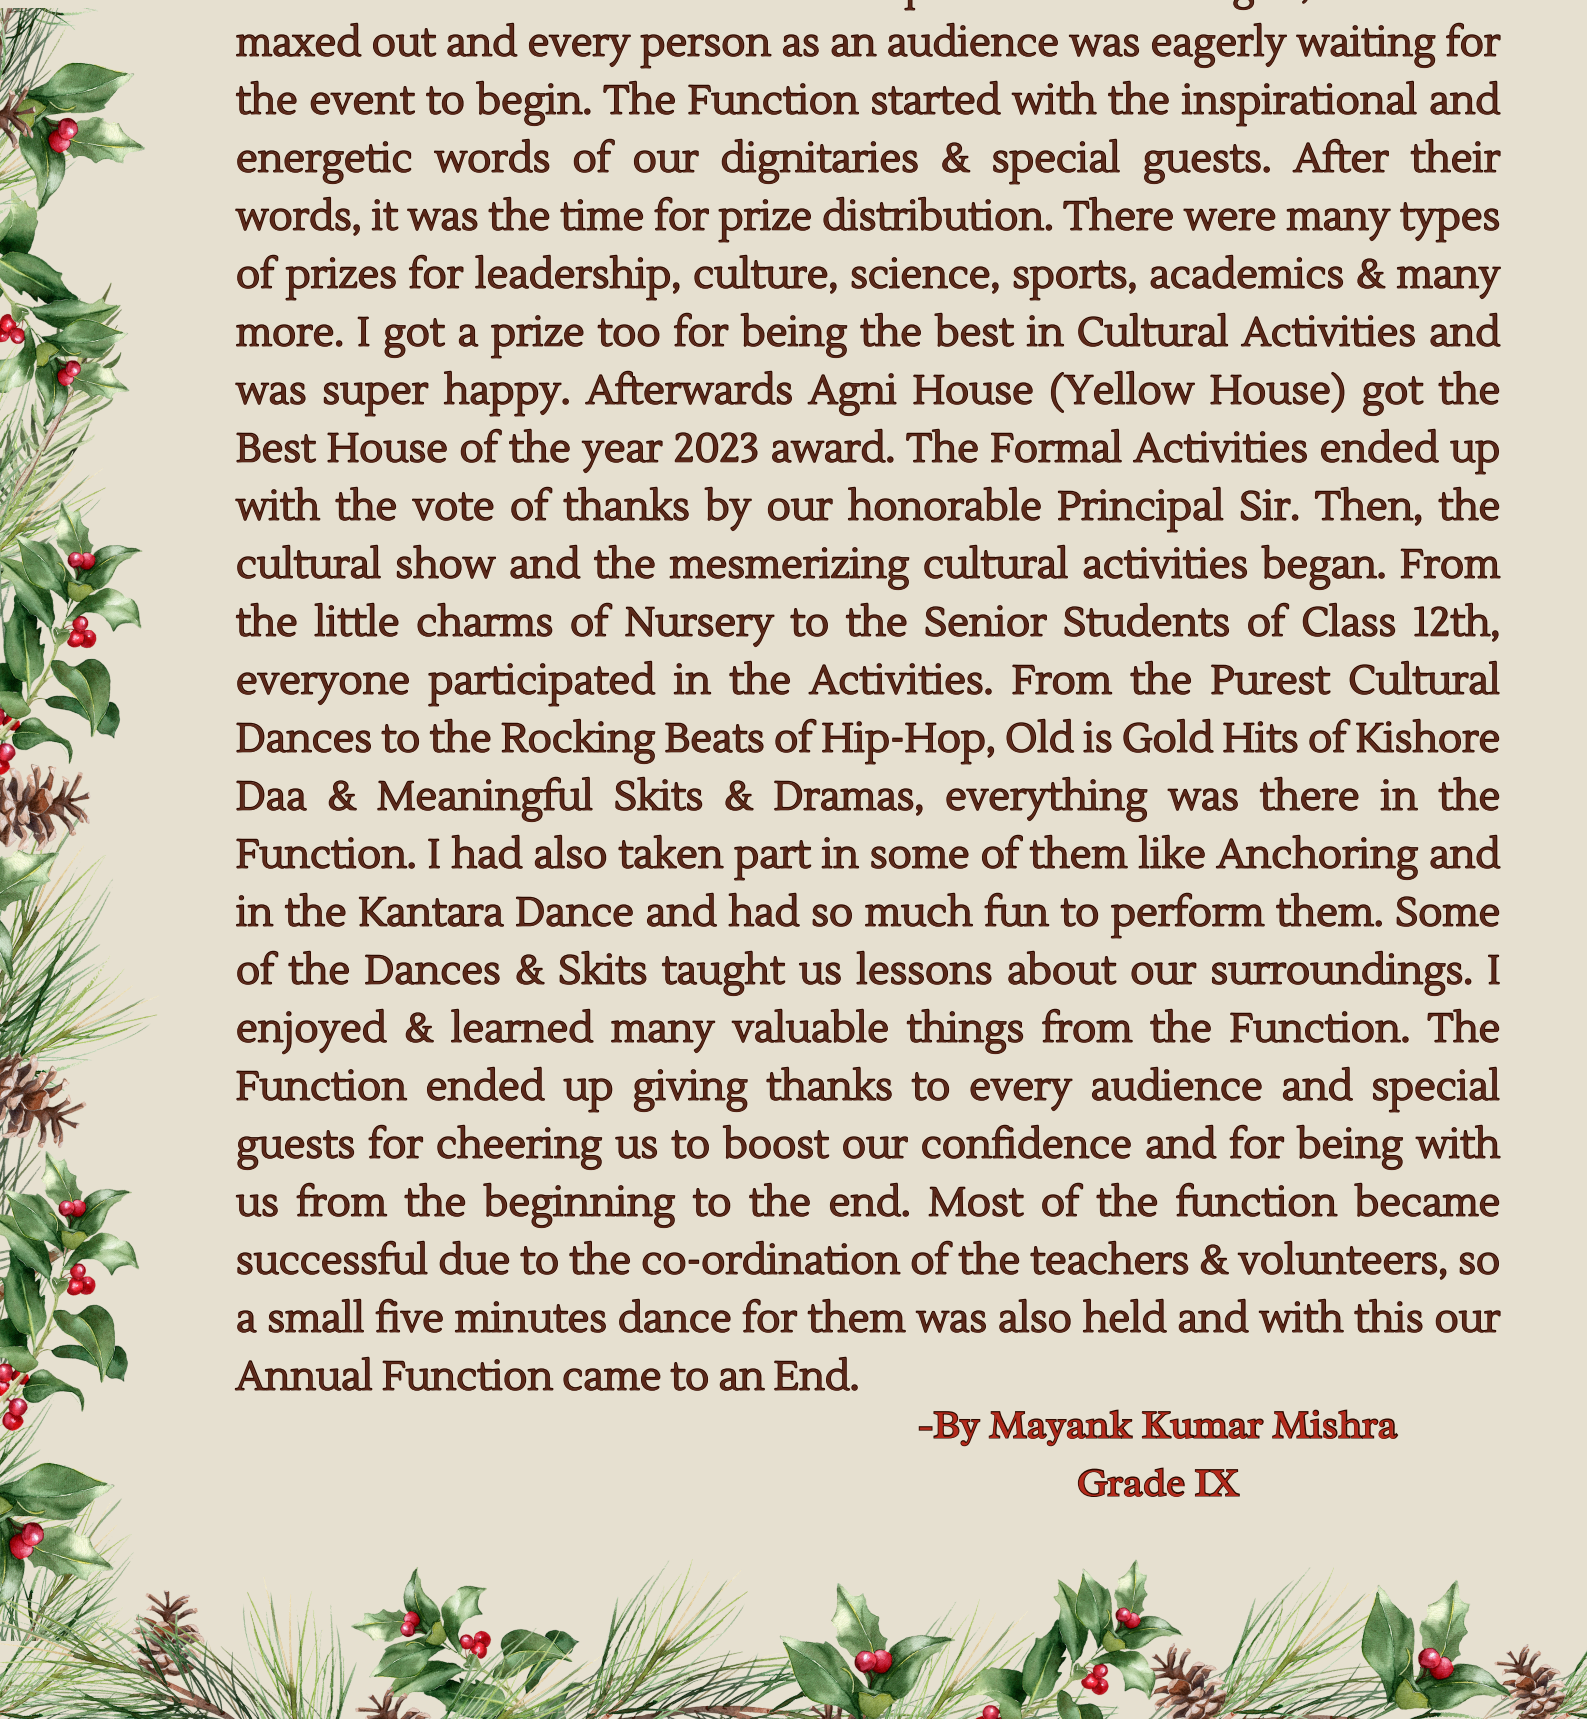 maxed out and every person as an audience was eagerly waiting for
the event to begin. The Function started with the inspirational and
energetic words of our dignitaries & special guests. After their
words, it was the time for prize distribution. There were many types
of prizes for leadership, culture, science, sports, academics & many
more. I got a prize too for being the best in Cultural Activities and
was super happy. Afterwards Agni House (Yellow House) got the
Best House of the year 2023 award. The Formal Activities ended up
with the vote of thanks by our honorable Principal Sir. Then, the
cultural show and the mesmerizing cultural activities began. From
the little charms of Nursery to the Senior Students of Class 12th,
everyone participated in the Activities. From the Purest Cultural
Dances to the Rocking Beats of Hip-Hop, Old is Gold Hits of Kishore
Daa & Meaningful Skits & Dramas, everything was there in the
Function. I had also taken part in some of them like Anchoring and
in the Kantara Dance and had so much fun to perform them. Some
of the Dances & Skits taught us lessons about our surroundings. I
enjoyed & learned many valuable things from the Function. The
Function ended up giving thanks to every audience and special
guests for cheering us to boost our confidence and for being with
us from the beginning to the end. Most of the function became
successful due to the co-ordination of the teachers & volunteers, so
a small five minutes dance for them was also held and with this our
Annual Function came to an End.
-By Mayank Kumar Mishra
Grade IX